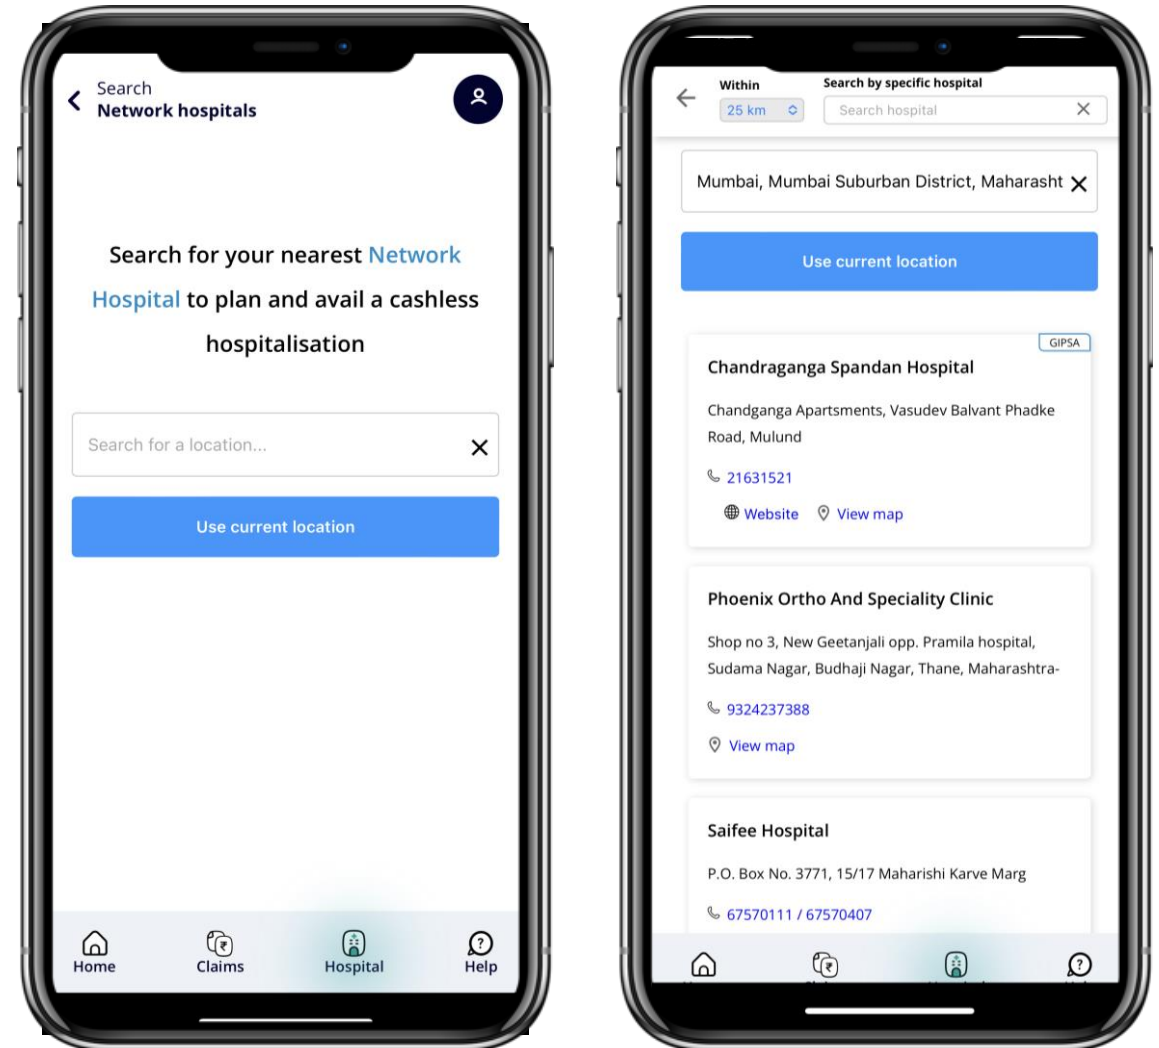 Search
Network hospitals
Search for your nearest Network
Hospital to plan and avail a cashless
hospitalisation
Search for a location...
Use current location
Home
Claims
Hospital
Help
Within
Search by specific hospital
25 km
Search hospital
Mumbai, Mumbai Suburban District, Maharasht
Use current location
GIPSA
Chandraganga Spandan Hospital
Chandganga Apartsments, Vasudev Balvant Phadke
Road, Mulund
21631521
Website View map
Phoenix Ortho And Speciality Clinic
Shop no 3, New Geetanjali opp. Pramila hospital,
Sudama Nagar, Budhaji Nagar, Thane, Maharashtra-
9324237388
View map
Saifee Hospital
P.O. Box No. 3771, 15/17 Maharishi Karve Marg
67570111 / 67570407